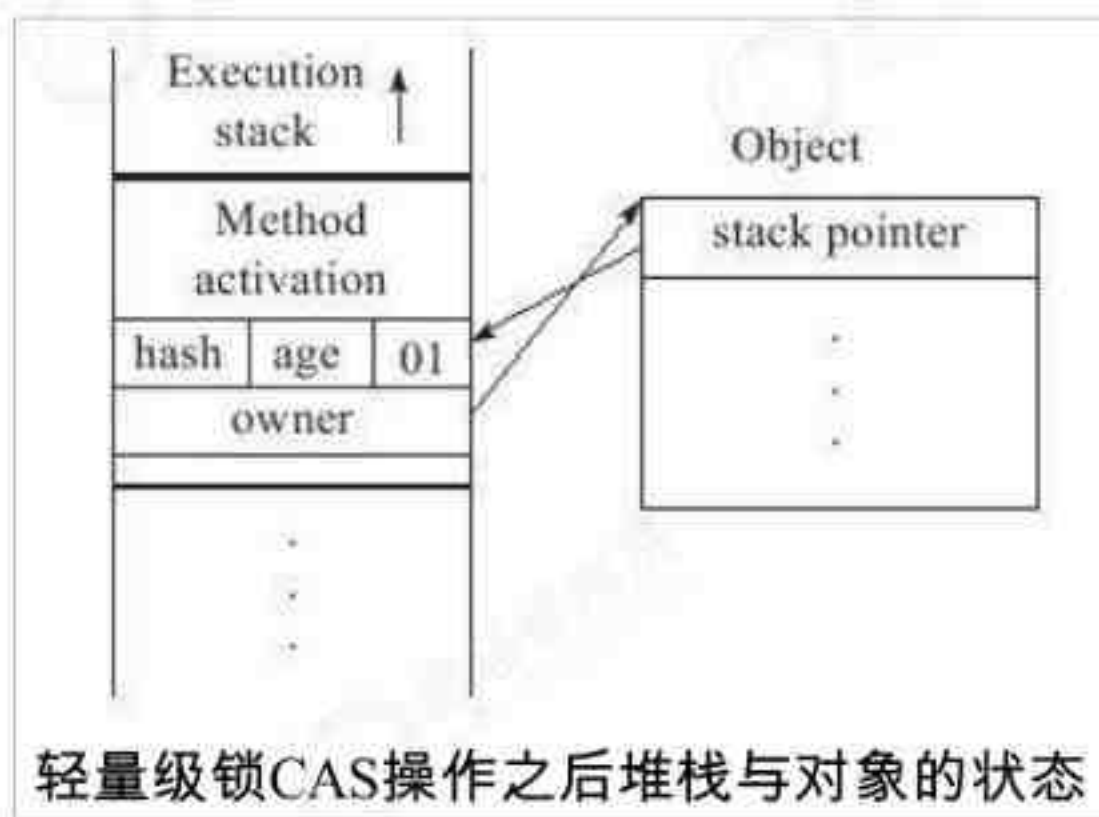 Execution
stack
Method
activation
hash age 01
owner
Object
stack pointer
轻量级锁CAS操作之后堆栈与对象的状态